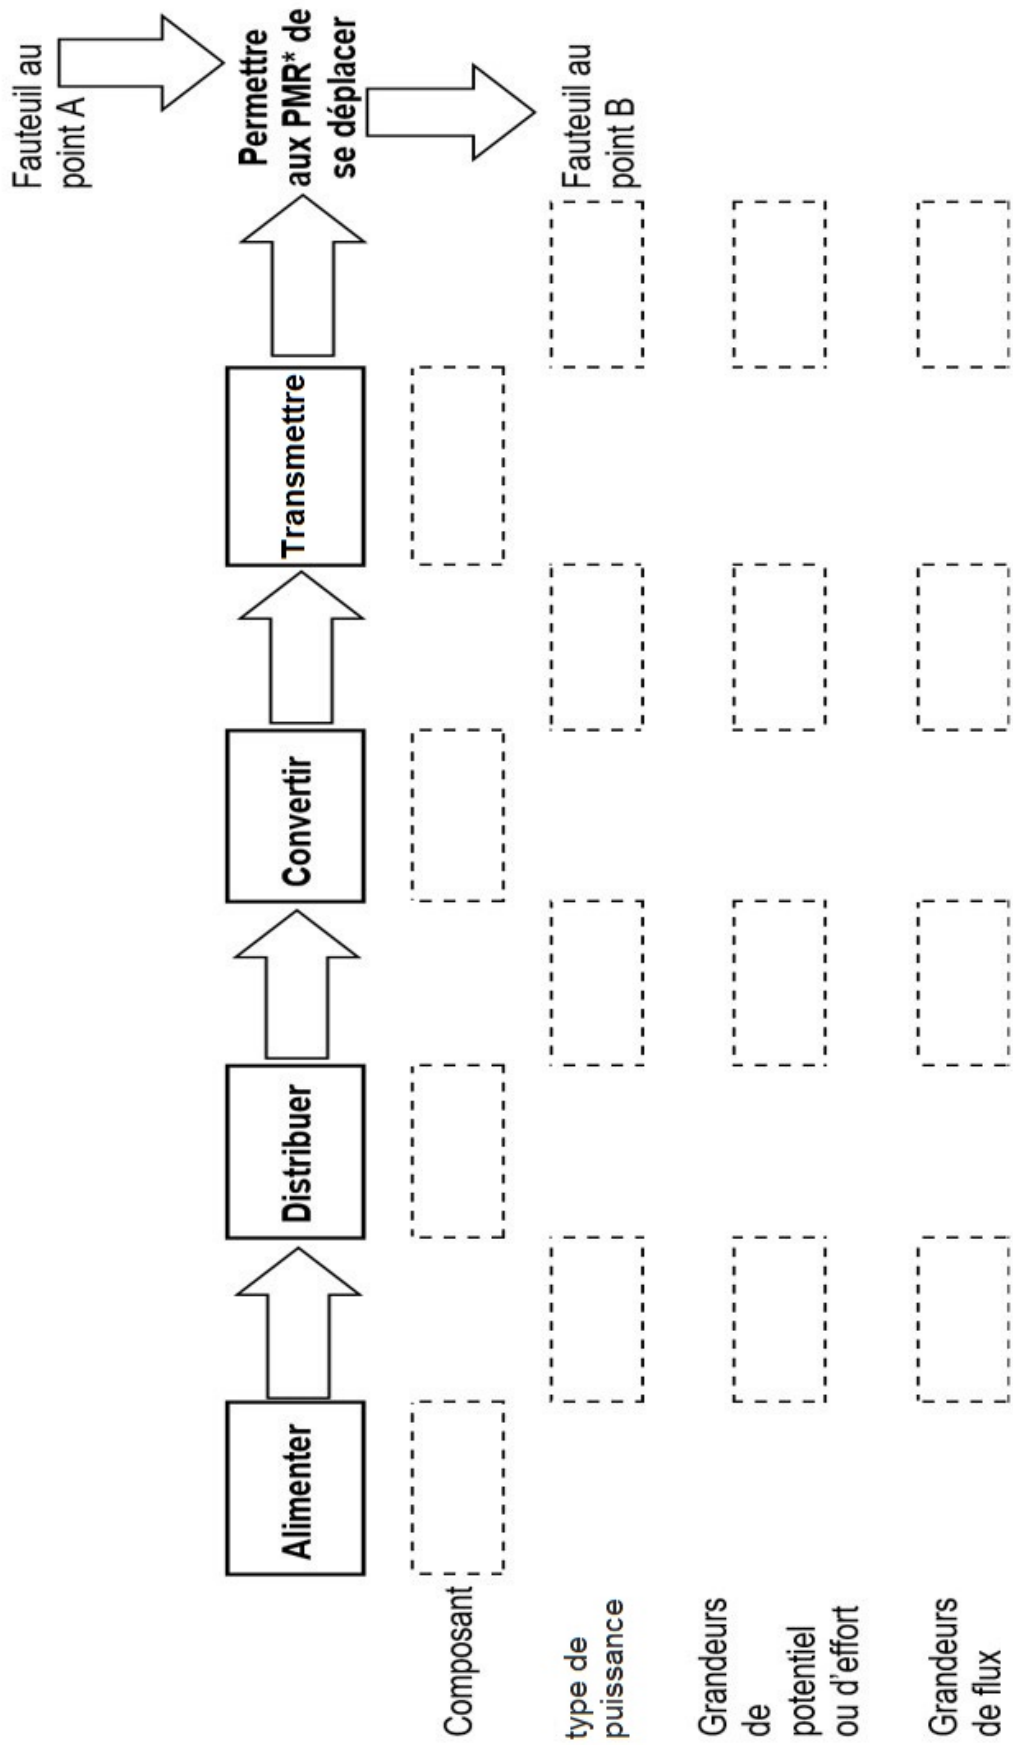 Fauteuil au
point A
Alimenter
Distribuer
Convertir
Transmettre
Permettre
aux PMR* de
se déplacer
Composant
Fauteuil au
point B
type de
puissance
Grandeurs
de
potentiel
ou d'effort
Grandeurs
de flux